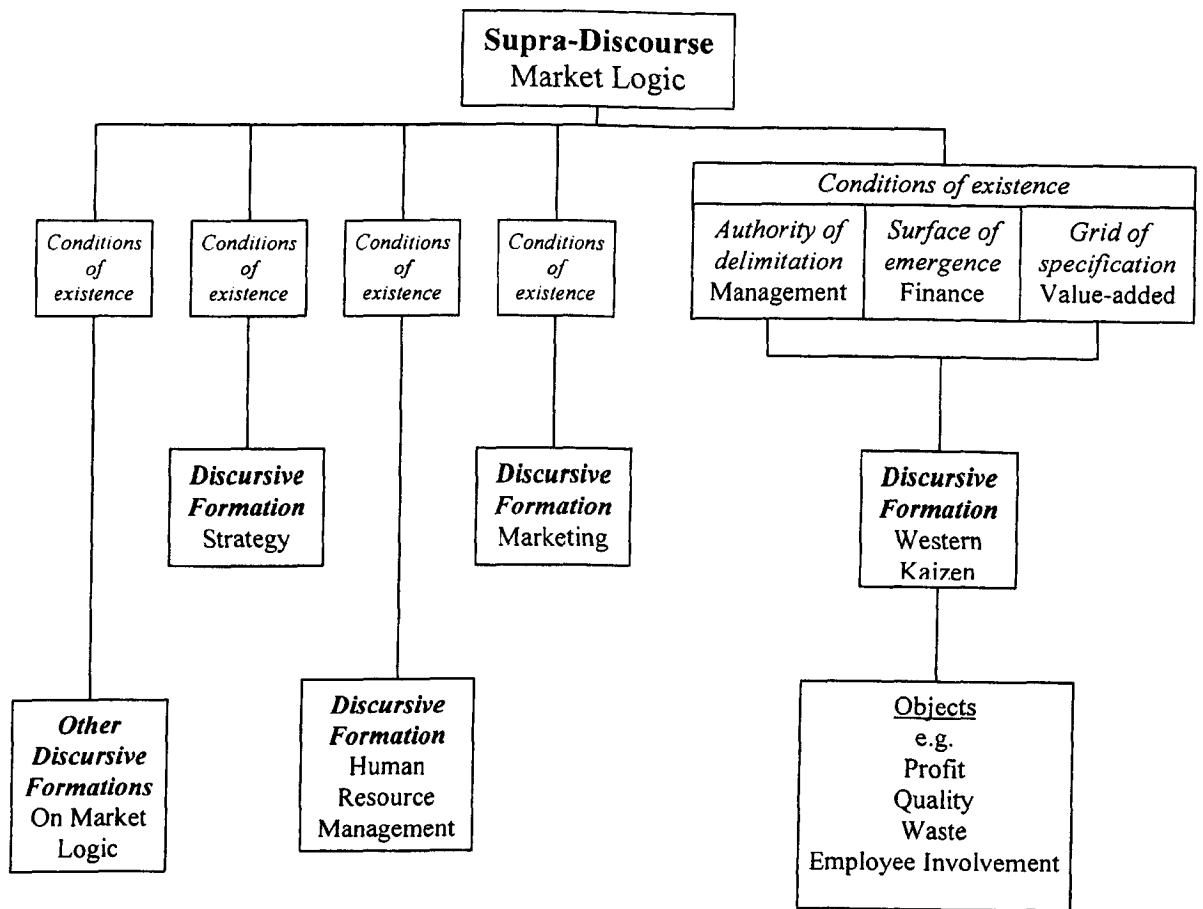 Supra-Discourse
Market Logic
Conditions
of
existence
Conditions
of
existence
Conditions
of
existence
Conditions
of
existence
Conditions of existence
Authority of
delimitation
Management
Surface of
emergence
Finance
Grid of
specification
Value-added
Discursive
Formation
Strategy
Discursive
Formation
Marketing
Discursive
Formation
Western
Kaizen
Other
Discursive
Formations
On Market
Logic
Discursive
Formation
Human
Resource
Management
Objects
e.g.
Profit
Quality
Waste
Employee Involvement